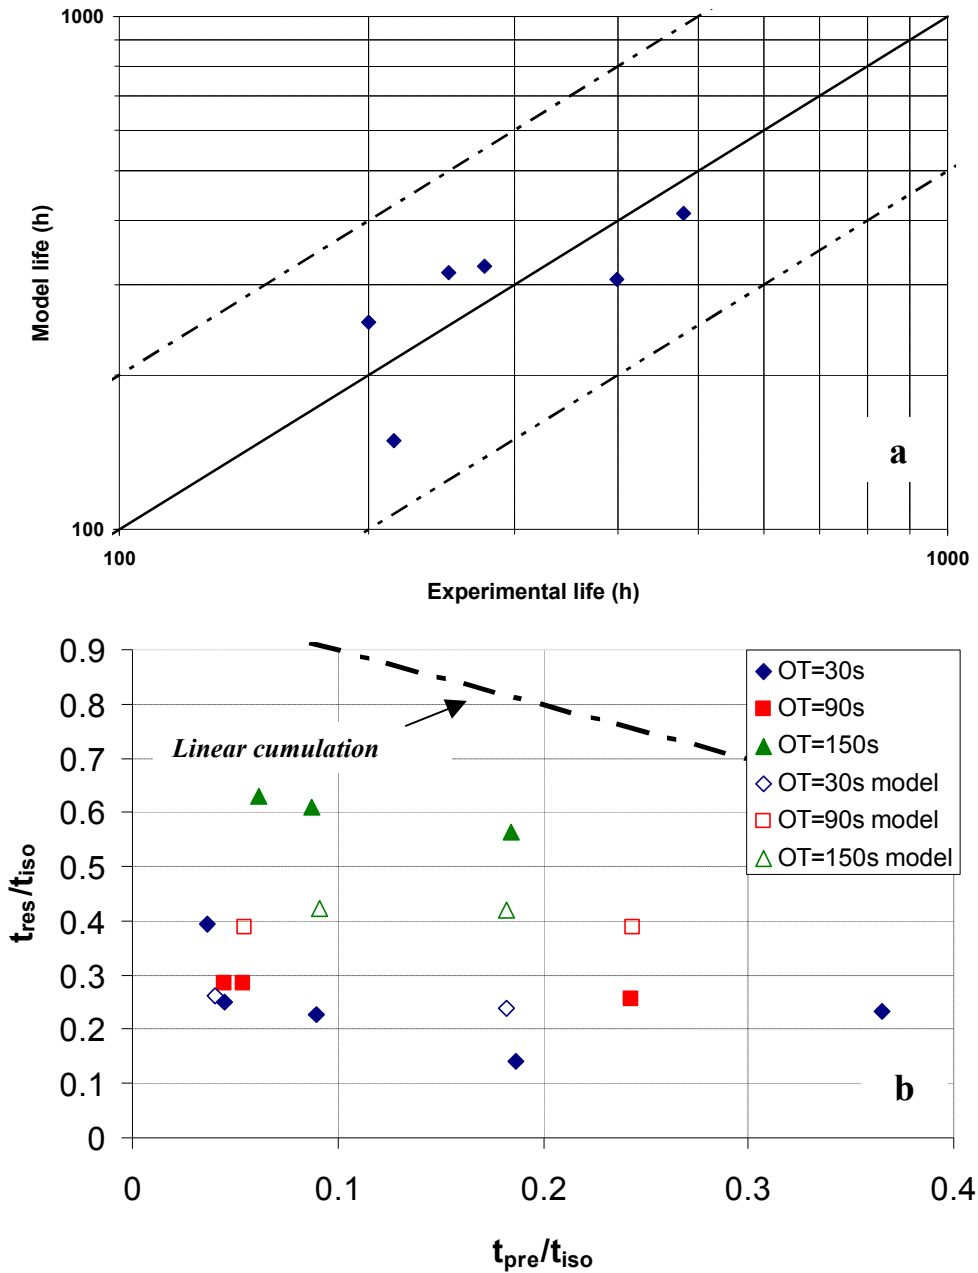 1000
Model life (h)
a
100
100
1000
Experimental life (h)
0.9
OT=30s
0.8
OT=90s
Linear cumulation
0.7
OT=150s
OT=30s model
0.6
OT=90s model
OT=150s model
0.5
tres/tiso
0.4
0.3
0.2
0.1
b
0
0
0.1
0.2
0.3
0.4
tpre/tiso